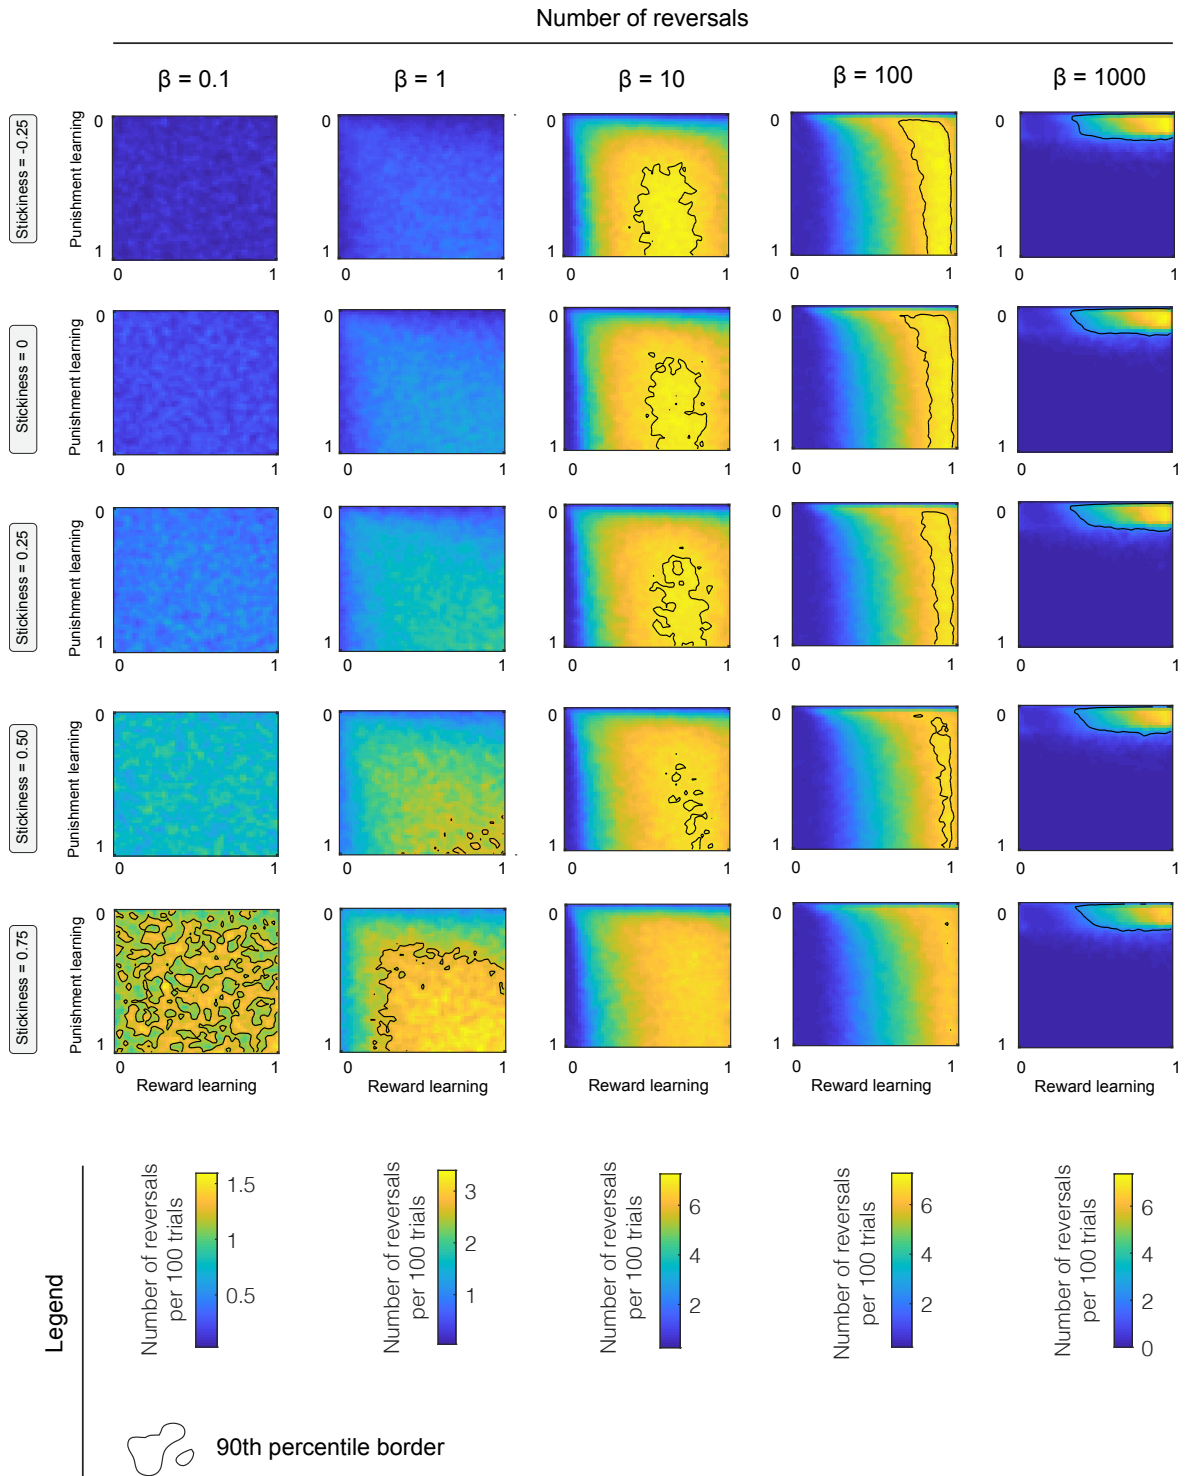 Number of reversals
β = 0.1
β = 1
β = 10
β = 100
β = 1000
Stickiness = -0.25
Punishment learning
0
1
0 1
0
1
0 1
0
1
0 1
0
1
0 1
0
1
0 1
Stickiness = 0
Punishment learning
0
1
0 1
0
1
0 1
0
1
0 1
0
1
0 1
0
1
0 1
Stickiness = 0.25
Punishment learning
0
1
0 1
0
1
0 1
0
1
0 1
0
1
0 1
0
1
0 1
Stickiness = 0.50
Punishment learning
0
1
0 1
0
1
0 1
0
1
0 1
0
1
0 1
0
1
0 1
Stickiness = 0.75
Punishment learning
0
1
0 1
Reward learning
0
1
0 1
Reward learning
0
1
0 1
Reward learning
0
1
0 1
Reward learning
0
1
0 1
Reward learning
Legend
Number of reversals
per 100 trials
1.5
1
0.5
Number of reversals
per 100 trials
3
2
1
Number of reversals
per 100 trials
6
4
2
Number of reversals
per 100 trials
6
4
2
Number of reversals
per 100 trials
6
4
2
0
90th percentile border